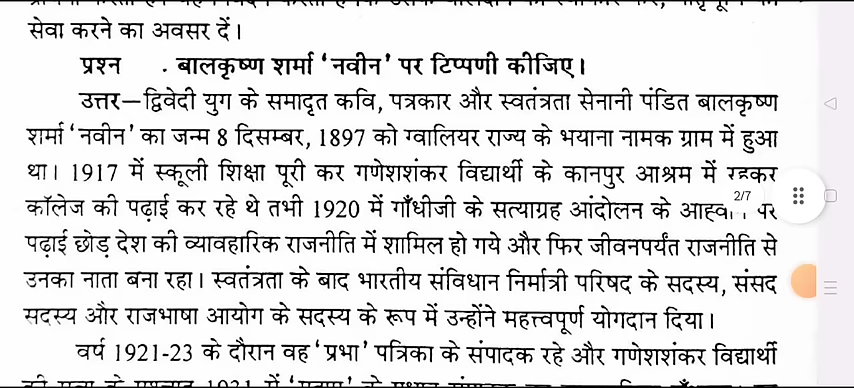 सेवा करने का अवसर दें।
प्रश्न . बालकृष्ण शर्मा ‘नवीन’ पर टिप्पणी कीजिए।
उत्तर—द्विवेदी युग के समादृत कवि, पत्रकार और स्वतंत्रता सेनानी पंडित बालकृष्ण
शर्मा ‘नवीन’ का जन्म 8 दिसम्बर, 1897 को ग्वालियर राज्य के भयाना नामक ग्राम में हुआ
था। 1917 में स्कूली शिक्षा पूरी कर गणेशशंकर विद्यार्थी के कानपुर आश्रम में रहकर
कॉलेज की पढ़ाई कर रहे थे तभी 1920 में गाँधीजी के सत्याग्रह आंदोलन के पर
2/7
पढ़ाई छोड़ देश की व्यावहारिक राजनीति में शामिल हो गये और फिर जीवनपर्यंत राजनीति से
उनका नाता बना रहा। स्वतंत्रता के बाद भारतीय संविधान निर्मात्री परिषद के सदस्य, संसद
सदस्य और राजभाषा आयोग के सदस्य के रूप में उन्होंने महत्त्वपूर्ण योगदान दिया।
वर्ष 1921-23 के दौरान वह ‘प्रभा’ पत्रिका के संपादक रहे और गणेशशंकर विद्यार्थी